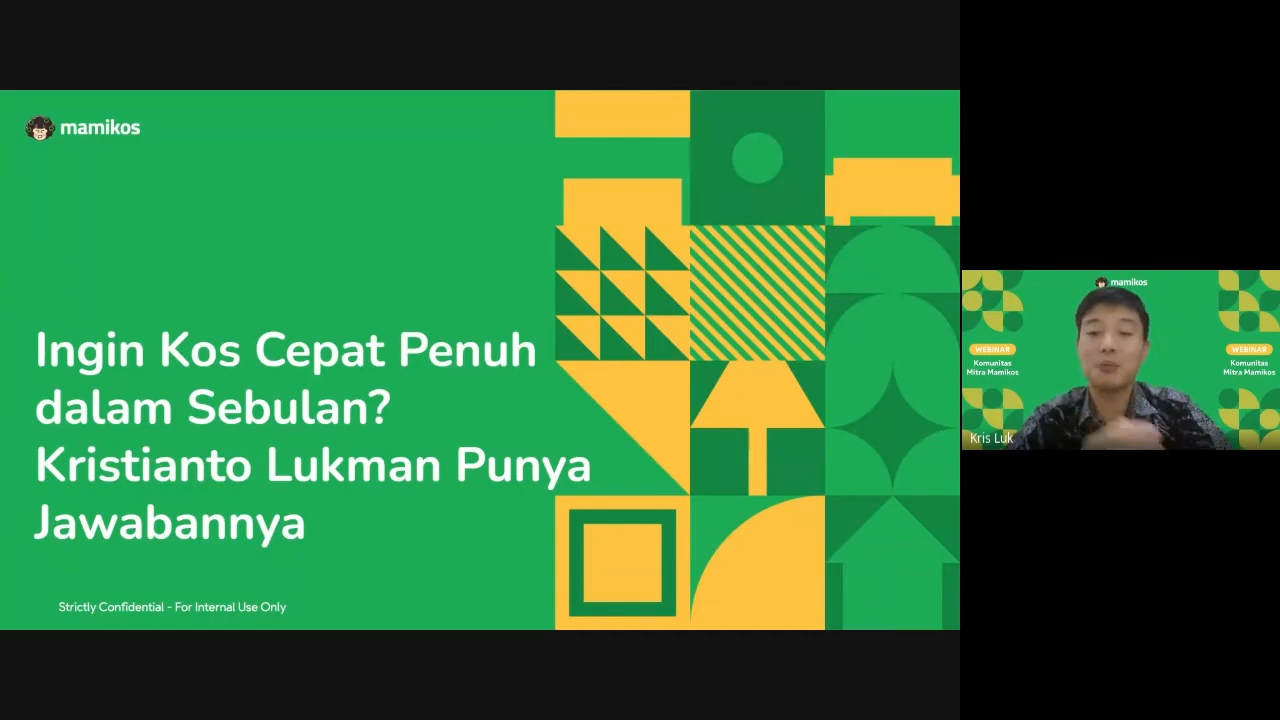 mamikos
Ingin Kos Cepat Penuh
dalam Sebulan?
Kristianto Lukman Punya
Jawabannya
Strictly Confidential - For Internal Use Only
mamikos
WEBINAR
Komunitas
Mitra Mamikos
WEBINAR
Komunitas
Mitra Mamikos
Kris Luk